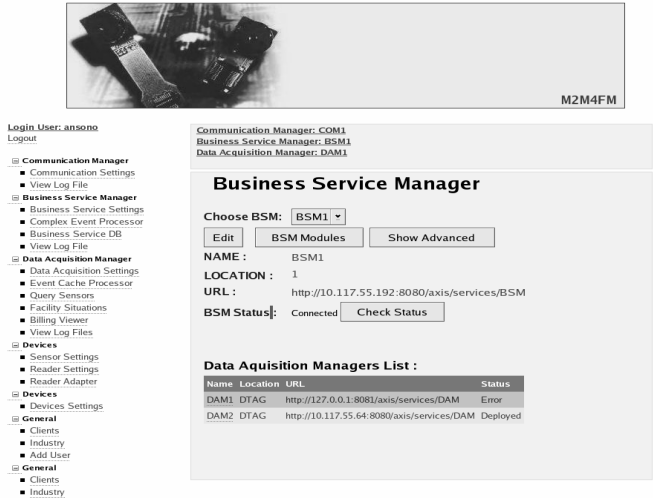 M2M4FM
Login User: ansono
Logout
Communication Manager
Communication Settings
View Log File
Business Service Manager
Business Service Settings
Complex Event Processor
Business Service DB
View Log File
Data Acquisition Manager
Data Acquisition Settings
Event Cache Processor
Query Sensors
Facility Situations
Billing Viewer
View Log Files
Devices
Sensor Settings
Reader Settings
Reader Adapter
Devices
Devices Settings
General
Clients
Industry
Add User
General
Clients
Industry
Communication Manager: COM1
Business Service Manager: BSM1
Data Acquisition Manager: DAM1
Business Service Manager
Choose BSM: BSM1
Edit BSM Modules Show Advanced
NAME : BSM1
LOCATION : 1
URL : http://10.117.55.192:8080/axis/services/BSM
BSM Status: Connected Check Status
Data Aquisition Managers List :
Name Location URL Status
DAM1 DTAG http://127.0.0.1:8081/axis/services/DAM Error
DAM2 DTAG http://10.117.55.64:8080/axis/services/DAM Deployed